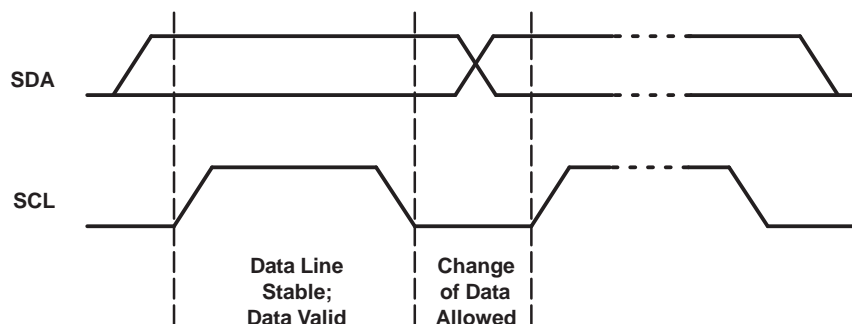 SDA
SCL
Data Line
Stable;
Data Valid
Change
of Data
Allowed